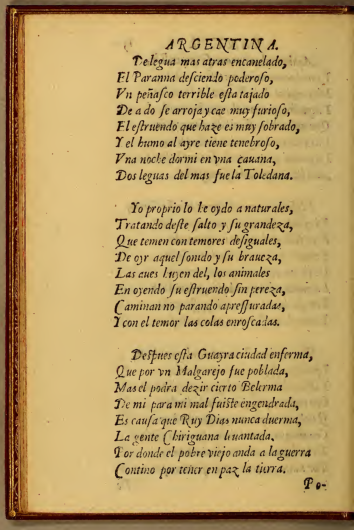 ARGENTINA.
De legua mas atras encanelado,
El Paranna descienđo poderoso,
Vn peñasco terrible esta tajado
De a do se arroja y cae muy furioso,
El estruendo que haze es muy sobrado,
Y el humo al ayre tiene tenebroso,
Vna noche dormi en vna cauana,
Dos leguas del mas fue la Toledana.
Yo proprio lo he oydo a naturales,
Tratando deste salto y su grandeza,
Que temen con temores desiguales,
De oyr aquel sonido y su braueza,
Las aues huyen del, los animales
En oyendo su estruendo sin pereza,
Caminan no parando apressuradas,
Y con el temor las colas enroscadas.
Despues esta Guayra ciudad enferma,
Que por vn Malgarejo fue poblada,
Mas el podra dezir cierto Belerma
De mi para mi mal fuiste engendrada,
Es causa que Ruy Dias nunca duerma,
La gente Chiriguana leuantada,
Por donde el pobre viejo anda a la guerra
Contino por tener en paz la tierra.
Po-